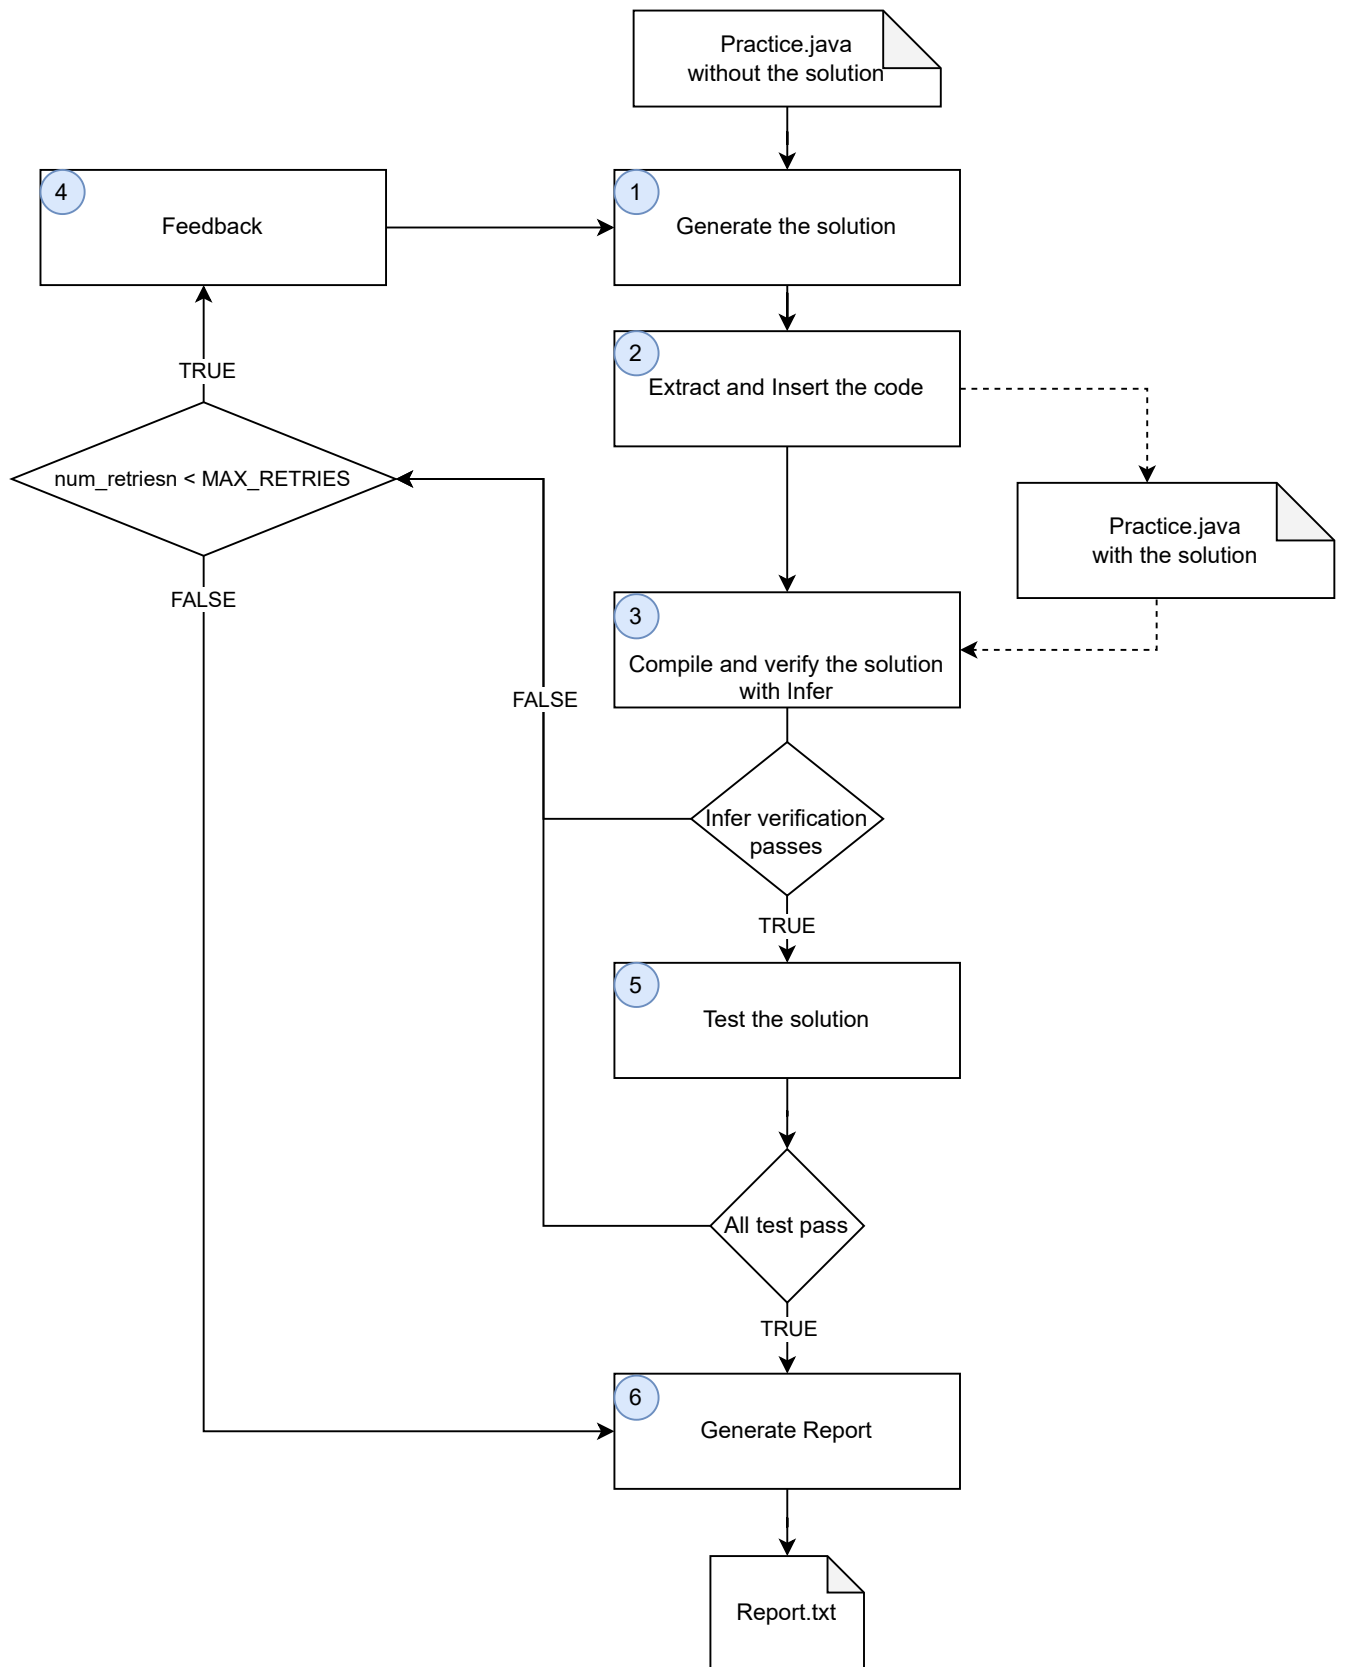 Practice.java
without the solution
4
Feedback
1
Generate the solution
2
Extract and Insert the code
TRUE
num_retriesn < MAX_RETRIES
FALSE
Practice.java
with the solution
3
Compile and verify the solution
with Infer
FALSE
Infer verification
passes
TRUE
5
Test the solution
All test pass
TRUE
6
Generate Report
Report.txt